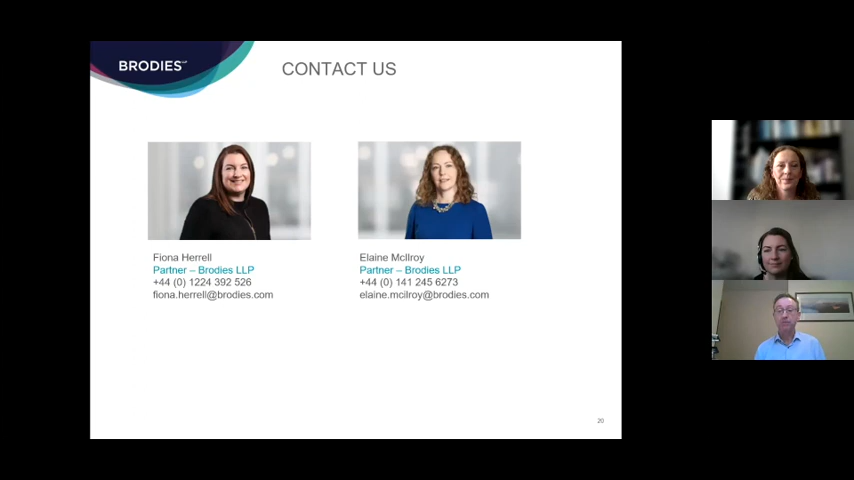 BRODIES LLP
CONTACT US
Fiona Herrell
Partner – Brodies LLP
+44 (0) 1224 392 526
fiona.herrell@brodies.com
Elaine McIlroy
Partner – Brodies LLP
+44 (0) 141 245 6273
elaine.mcilroy@brodies.com
20